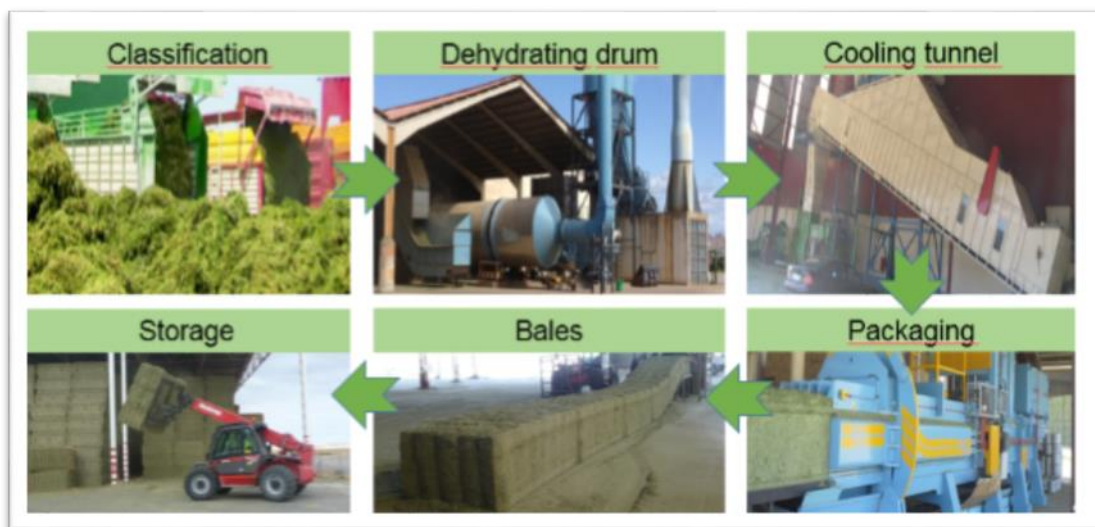 Classification
Dehydrating drum
Cooling tunnel
Storage
Bales
Packaging